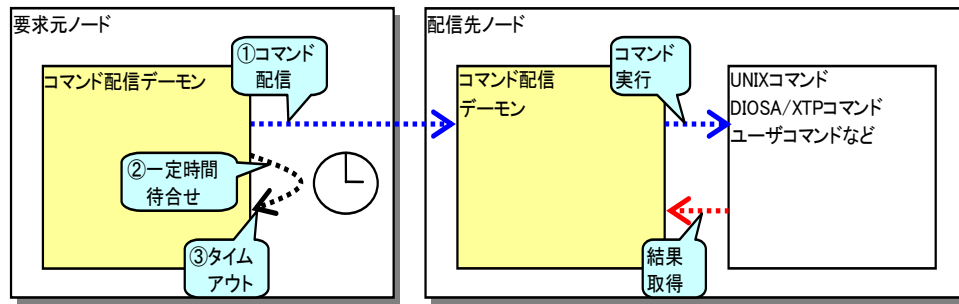 要求元ノード
コマンド配信デーモン
①コマンド
配信
②一定時間
待合せ
③タイム
アウト
配信先ノード
コマンド配信
デーモン
コマンド
実行
UNIXコマンド
DIOSA/XTPコマンド
ユーザコマンドなど
結果
取得